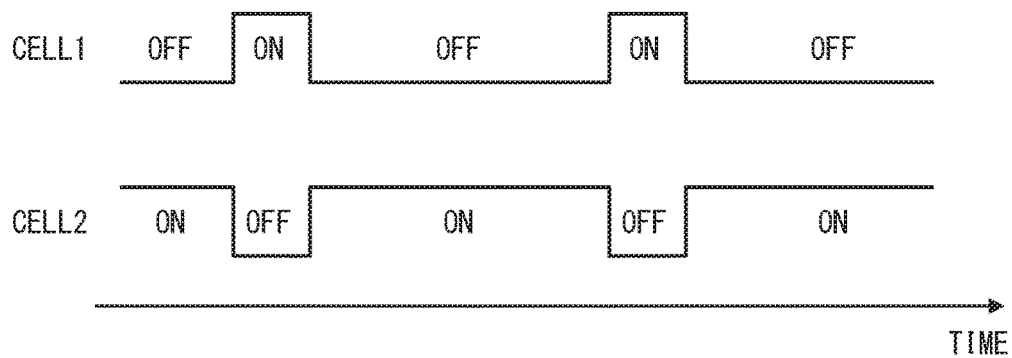 CELL1 OFF ON OFF ON OFF
CELL2 ON OFF ON OFF ON
TIME